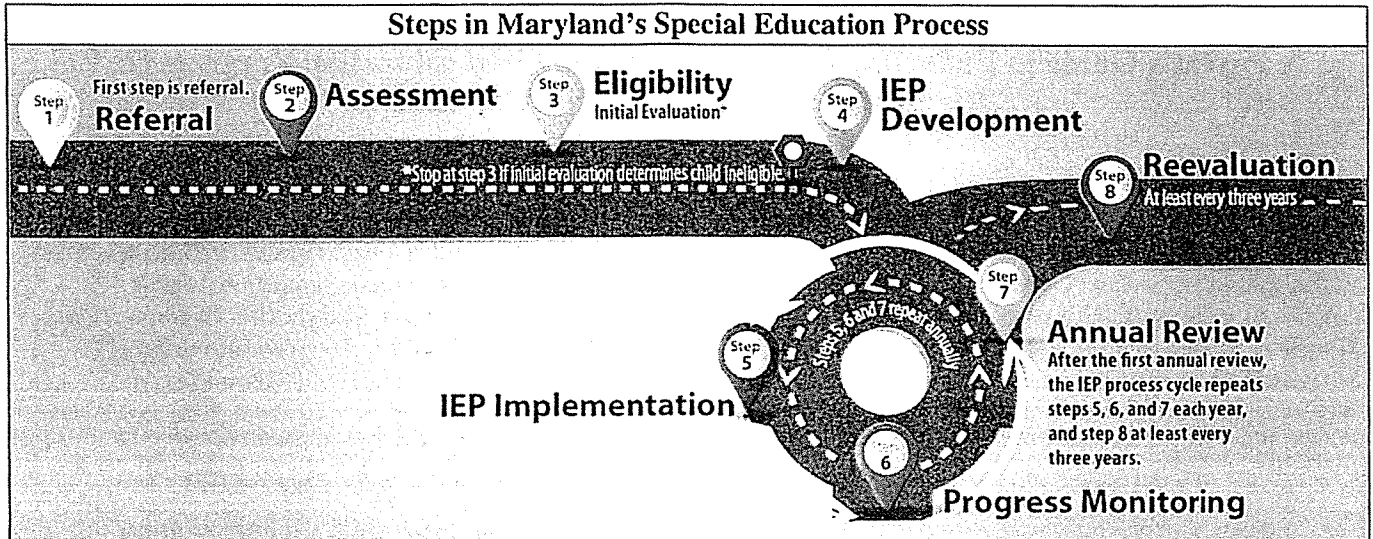 Steps in Maryland's Special Education Process
Step 1
First step is referral.
Referral
Step 2
Assessment
Step 3
Eligibility
Initial Evaluation*
Step 4
IEP
Development
*Stop at step 3 if initial evaluation determines child ineligible.
Step 8
Reevaluation
At least every three years
Step 7
Annual Review
After the first annual review,
the IEP process cycle repeats
steps 5, 6, and 7 each year,
and step 8 at least every
three years.
Steps 5, 6 and 7 repeat annually
Step 5
IEP Implementation
Step 6
Progress Monitoring